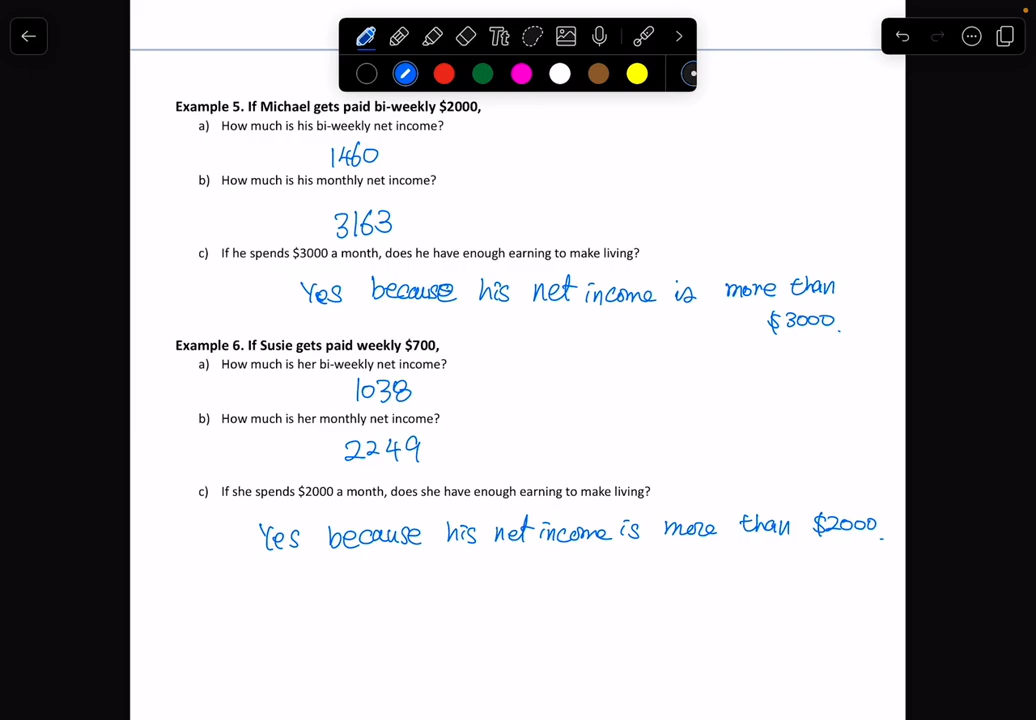 Tt
Example 5. If Michael gets paid bi-weekly $2000,
a) How much is his bi-weekly net income?
1460
b) How much is his monthly net income?
3163
c) If he spends $3000 a month, does he have enough earning to make living?
Yes because his net income is more than
$3000.
Example 6. If Susie gets paid weekly $700,
a) How much is her bi-weekly net income?
1038
b) How much is her monthly net income?
2249
c) If she spends $2000 a month, does she have enough earning to make living?
Yes because his net income is more than $2000.